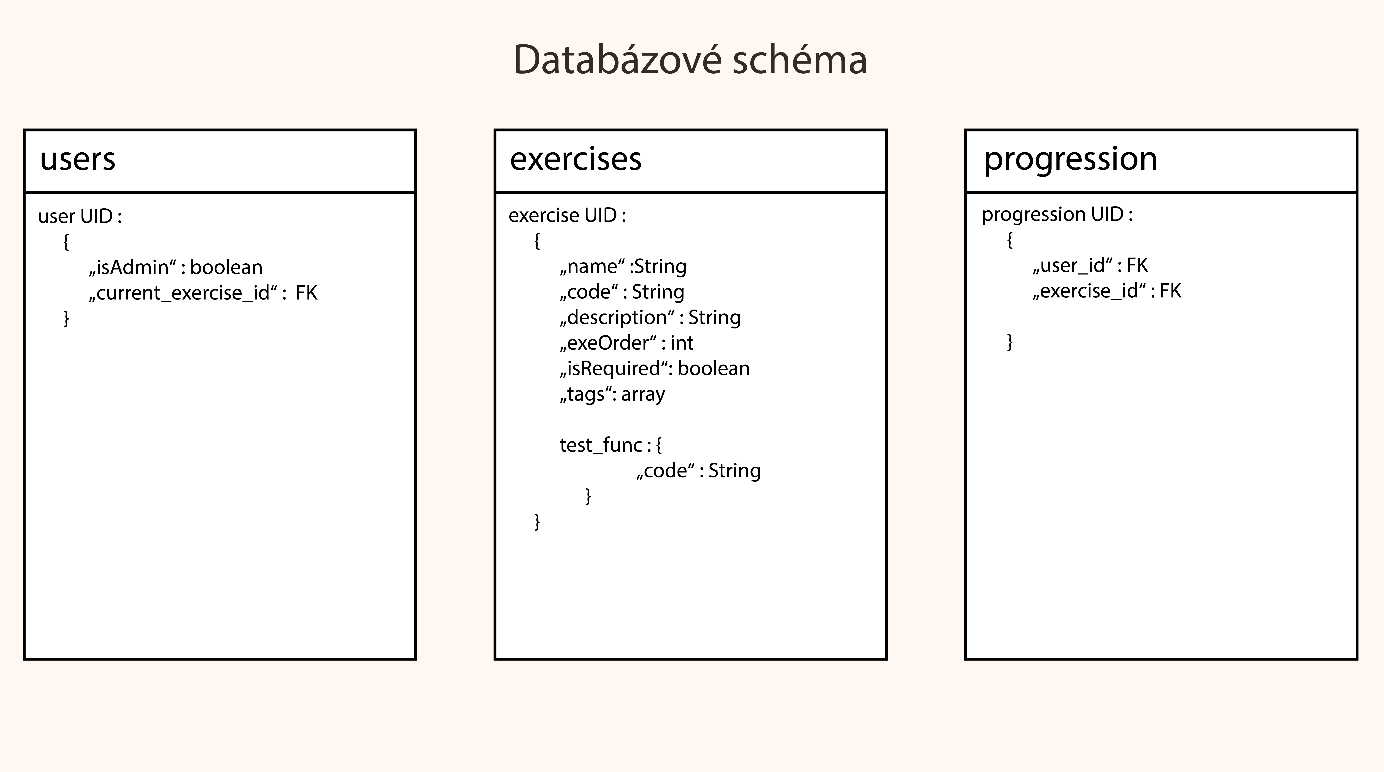 Databázové schéma
users
user UID :
{
„isAdmin“ : boolean
„current_exercise_id“ : FK
}
exercises
exercise UID :
{
„name“ :String
„code“ : String
„description“ : String
„exeOrder“ : int
„isRequired“: boolean
„tags“: array
test_func : {
„code“ : String
}
}
progression
progression UID :
{
„user_id“ : FK
„exercise_id“ : FK
}